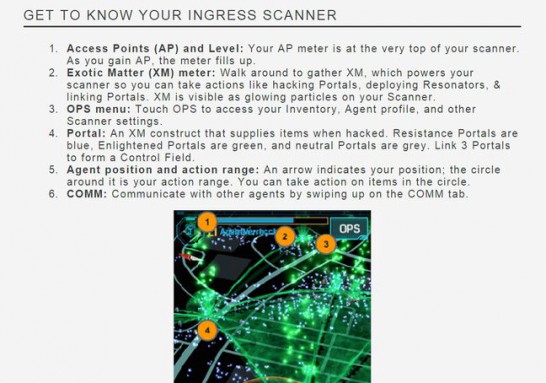 GET TO KNOW YOUR INGRESS SCANNER
1. Access Points (AP) and Level: Your AP meter is at the very top of your scanner.
As you gain AP, the meter fills up.
2. Exotic Matter (XM) meter: Walk around to gather XM, which powers your
scanner so you can take actions like hacking Portals, deploying Resonators, &
linking Portals. XM is visible as glowing particles on your Scanner.
3. OPS menu: Touch OPS to access your Inventory, Agent profile, and other
Scanner settings.
4. Portal: An XM construct that supplies items when hacked. Resistance Portals are
blue, Enlightened Portals are green, and neutral Portals are grey. Link 3 Portals
to form a Control Field.
5. Agent position and action range: An arrow indicates your position; the circle
around it is your action range. You can take action on items in the circle.
6. COMM: Communicate with other agents by swiping up on the COMM tab.
1
2
3
OPS
4